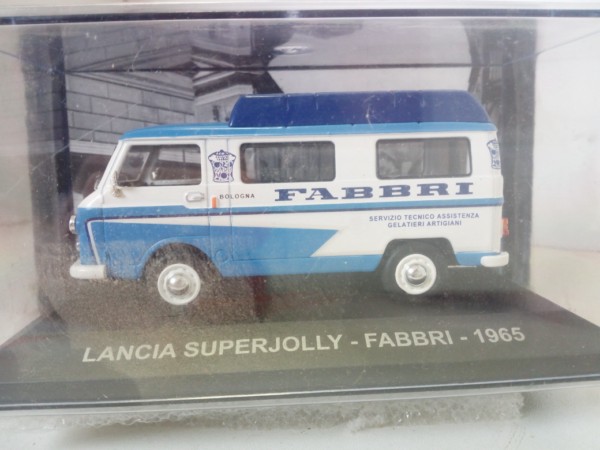 BOLOGNA
FABBRI
SERVIZIO TECNICO ASSISTENZA
GELATIERI ARTIGIANI
LANCIA SUPERJOLLY - FABBRI - 1965